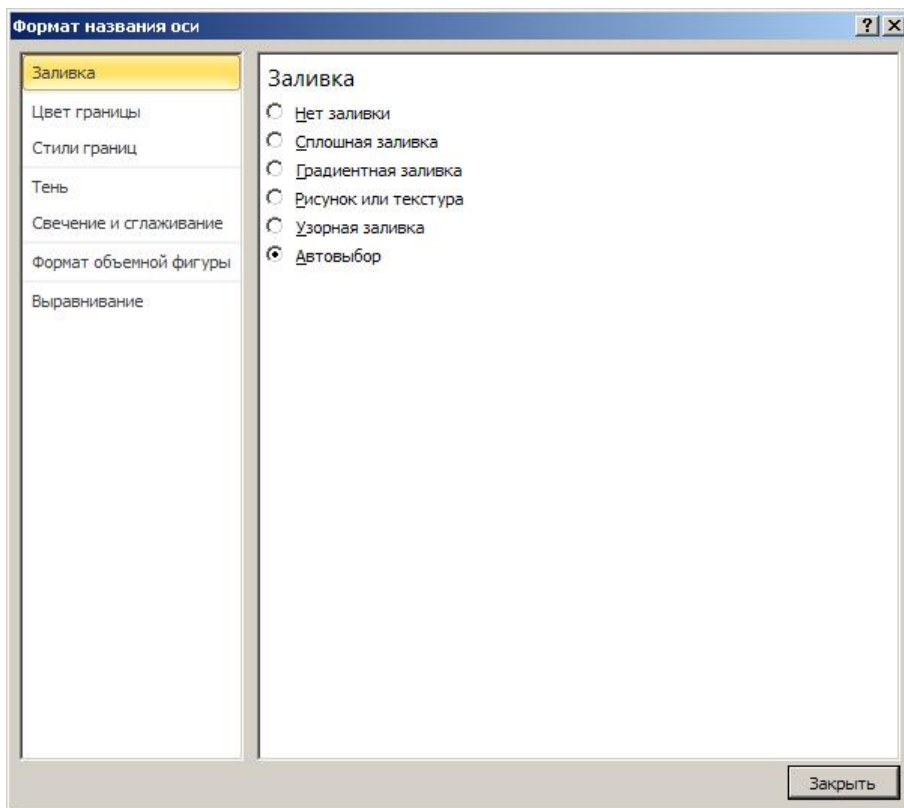 Формат названия оси
Заливка
Цвет границы
Стили границ
Тень
Свечение и сглаживание
Формат объемной фигуры
Выравнивание
Заливка
Нет заливки
Сплошная заливка
Градиентная заливка
Рисунок или текстура
Узорная заливка
Автовыбор
Закрыть